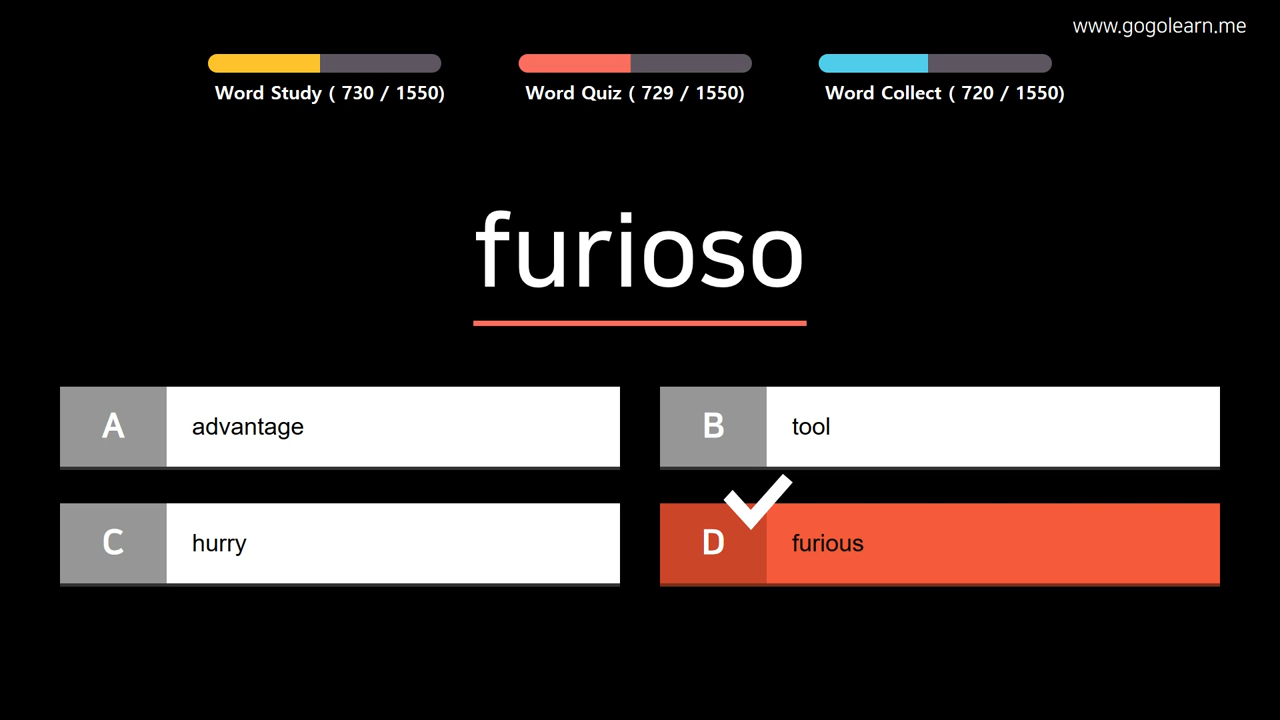 www.gogolearn.me
Word Study ( 730 / 1550)
Word Quiz ( 729 / 1550)
Word Collect ( 720 / 1550)
furioso
A advantage
B tool
C hurry
D furious